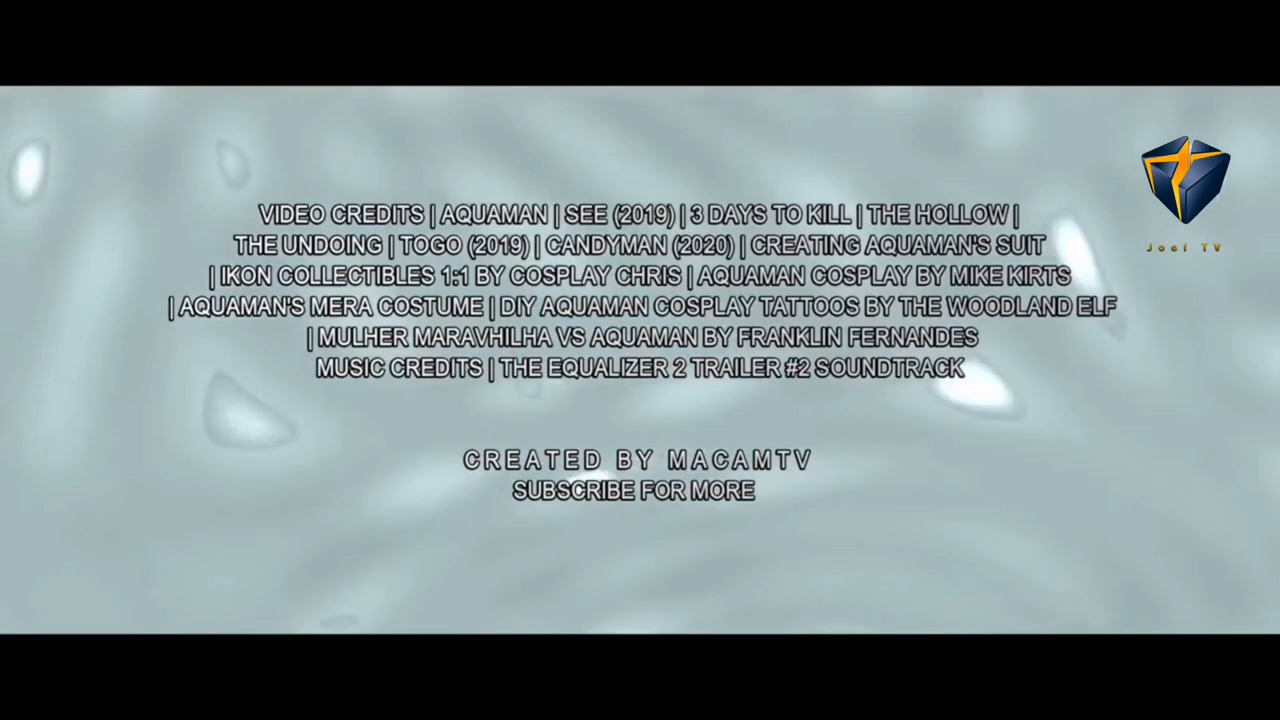 VIDEO CREDITS | AQUAMAN | SEE (2019) | 3 DAYS TO KILL | THE HOLLOW |
THE UNDOING | TOGO (2019) | CANDYMAN (2020) | CREATING AQUAMAN'S SUIT
| IKON COLLECTIBLES 1:1 BY COSPLAY CHRIS | AQUAMAN COSPLAY BY MIKE KIRTS
| AQUAMAN'S MERA COSTUME | DIY AQUAMAN COSPLAY TATTOOS BY THE WOODLAND ELF
| MULHER MARAVHILHA VS AQUAMAN BY FRANKLIN FERNANDES
MUSIC CREDITS | THE EQUALIZER 2 TRAILER #2 SOUNDTRACK
CREATED BY MACAMTV
SUBSCRIBE FOR MORE
TV